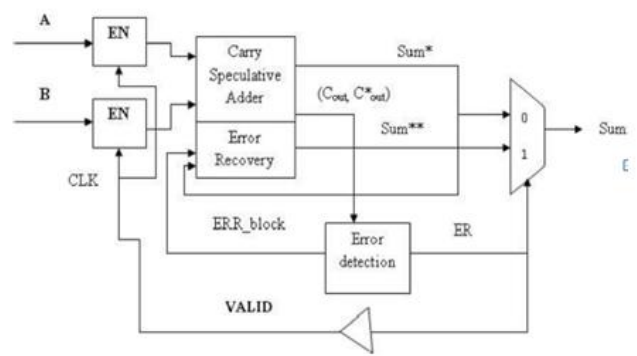 A
EN
Carry
Speculative
Adder
Sum*
B
EN
(Cout, C*out)
0
Sum
Error
Recovery
Sum**
1
CLK
ERR_block
Error
detection
ER
VALID